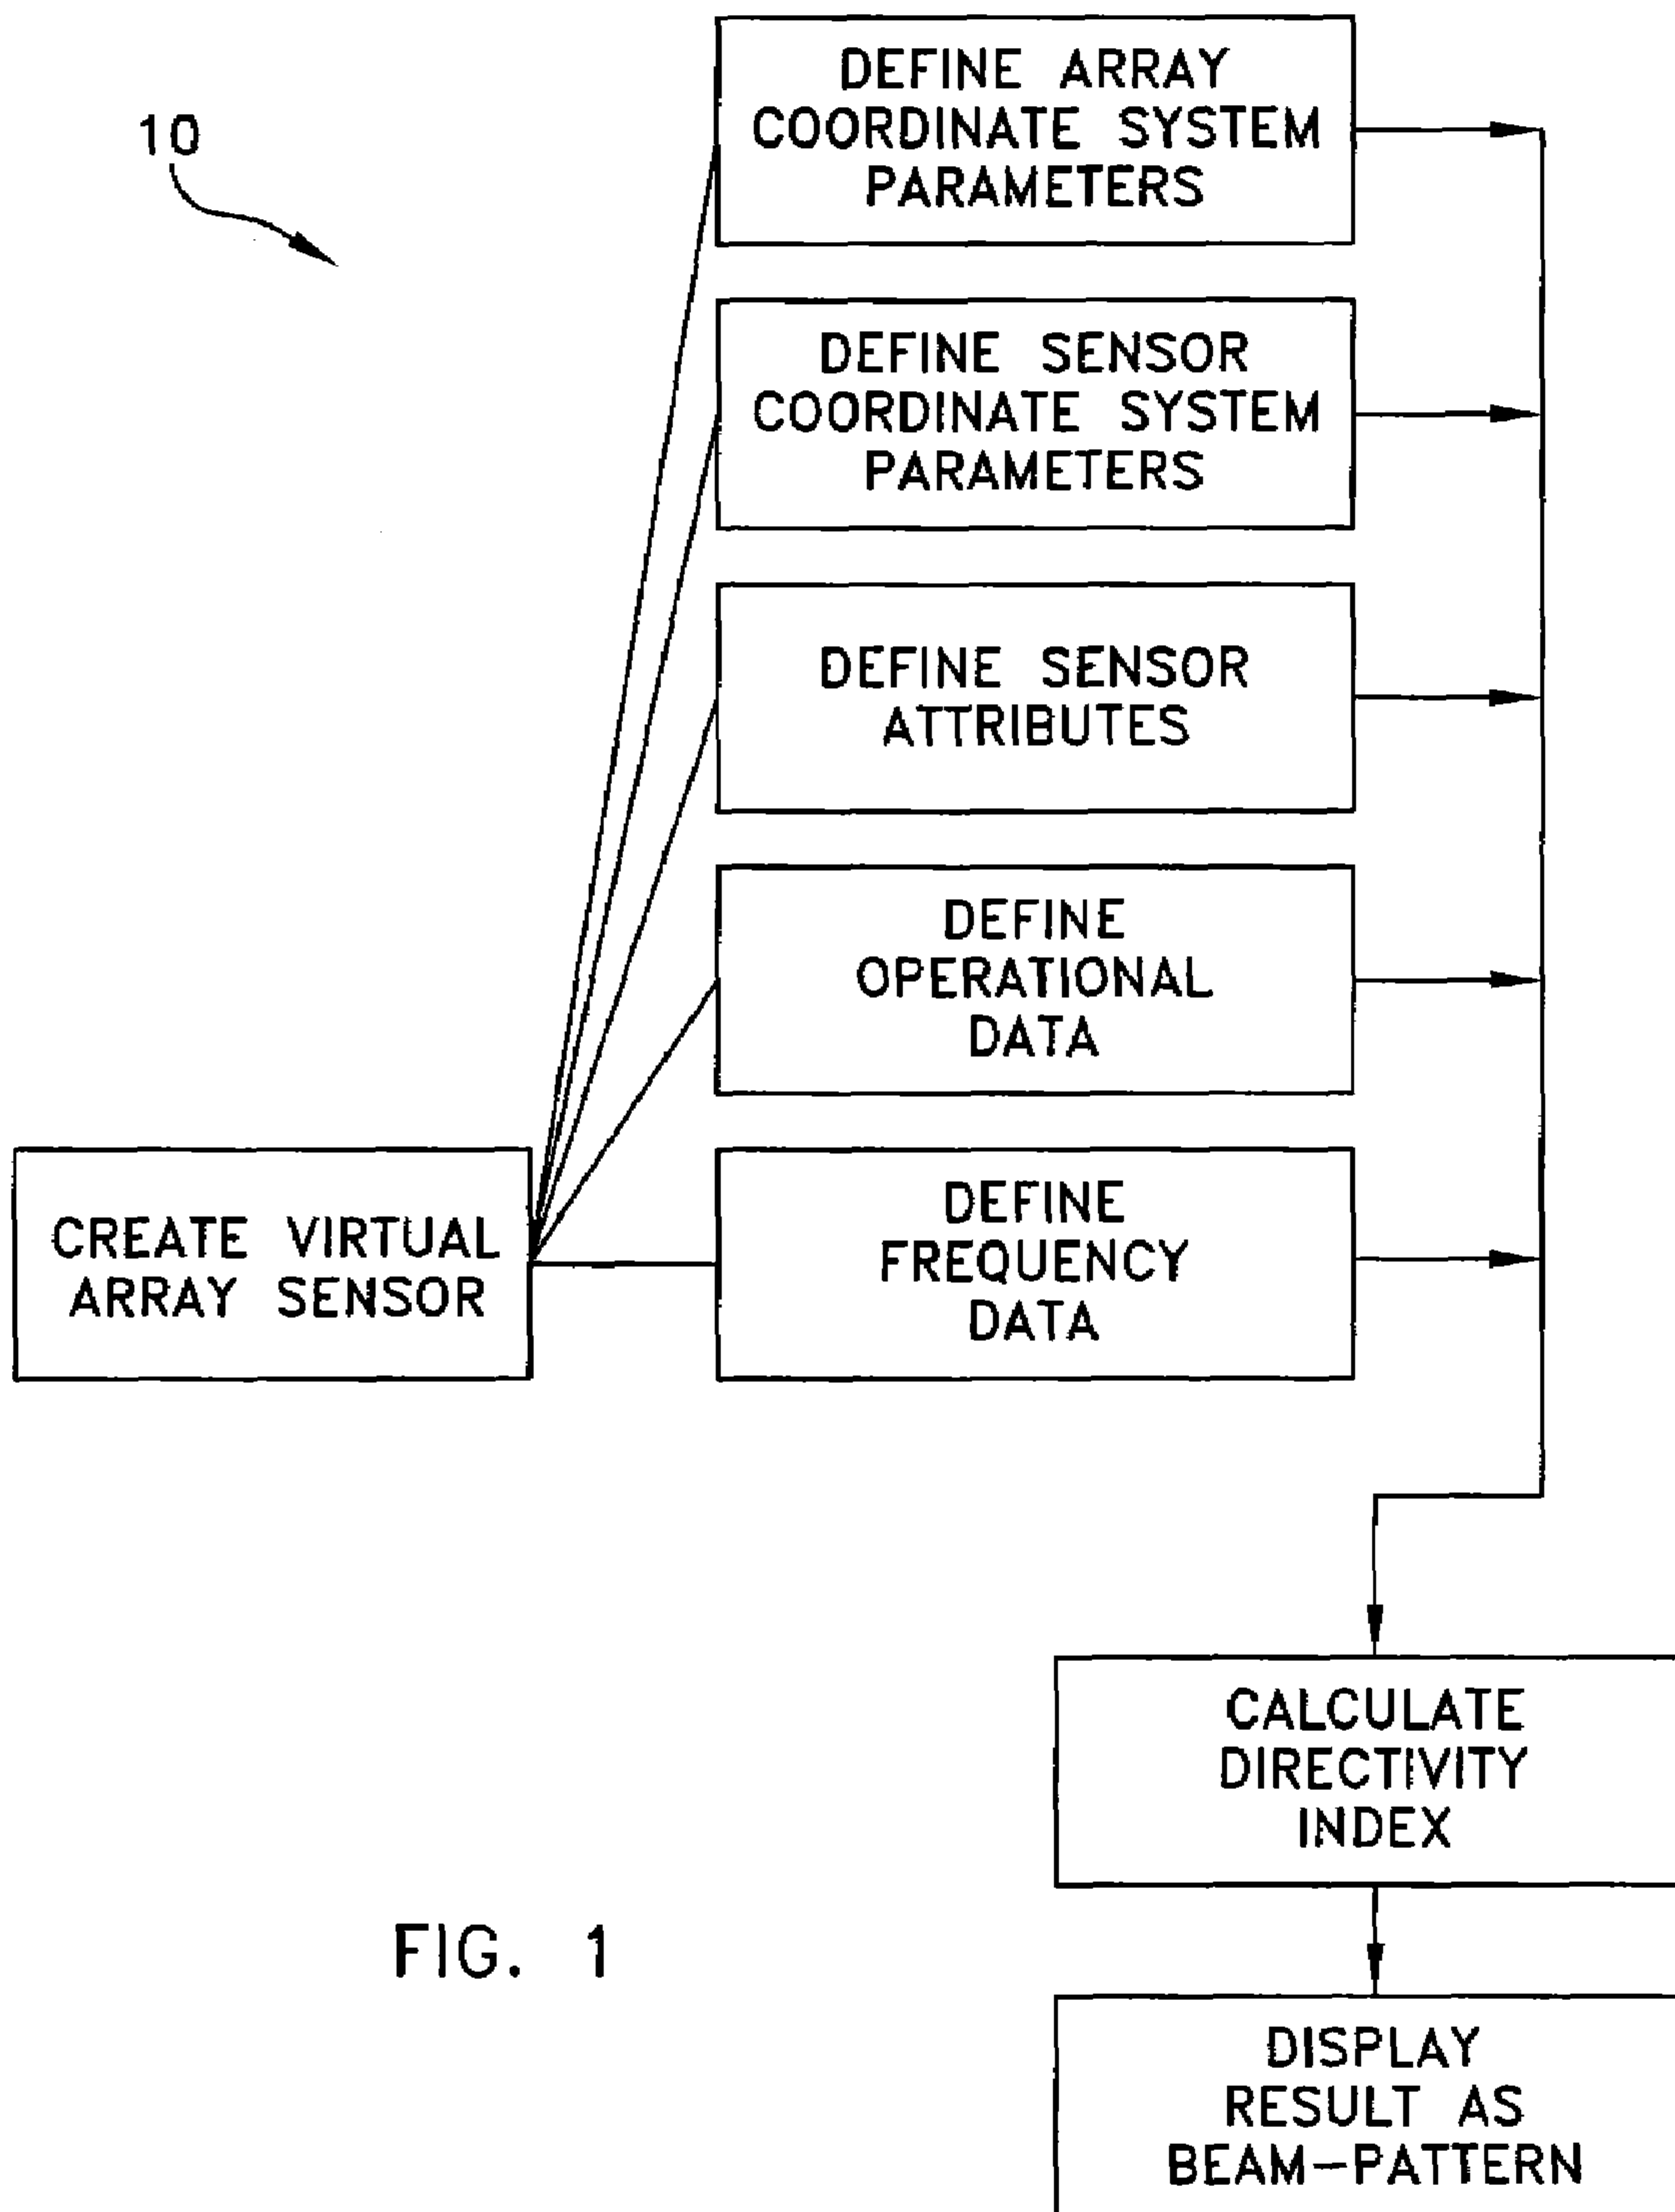 10
DEFINE ARRAY
COORDINATE SYSTEM
PARAMETERS
DEFINE SENSOR
COORDINATE SYSTEM
PARAMETERS
DEFINE SENSOR
ATTRIBUTES
DEFINE
OPERATIONAL
DATA
CREATE VIRTUAL
ARRAY SENSOR
DEFINE
FREQUENCY
DATA
CALCULATE
DIRECTIVITY
INDEX
DISPLAY
RESULT AS
BEAM-PATTERN
FIG. 1